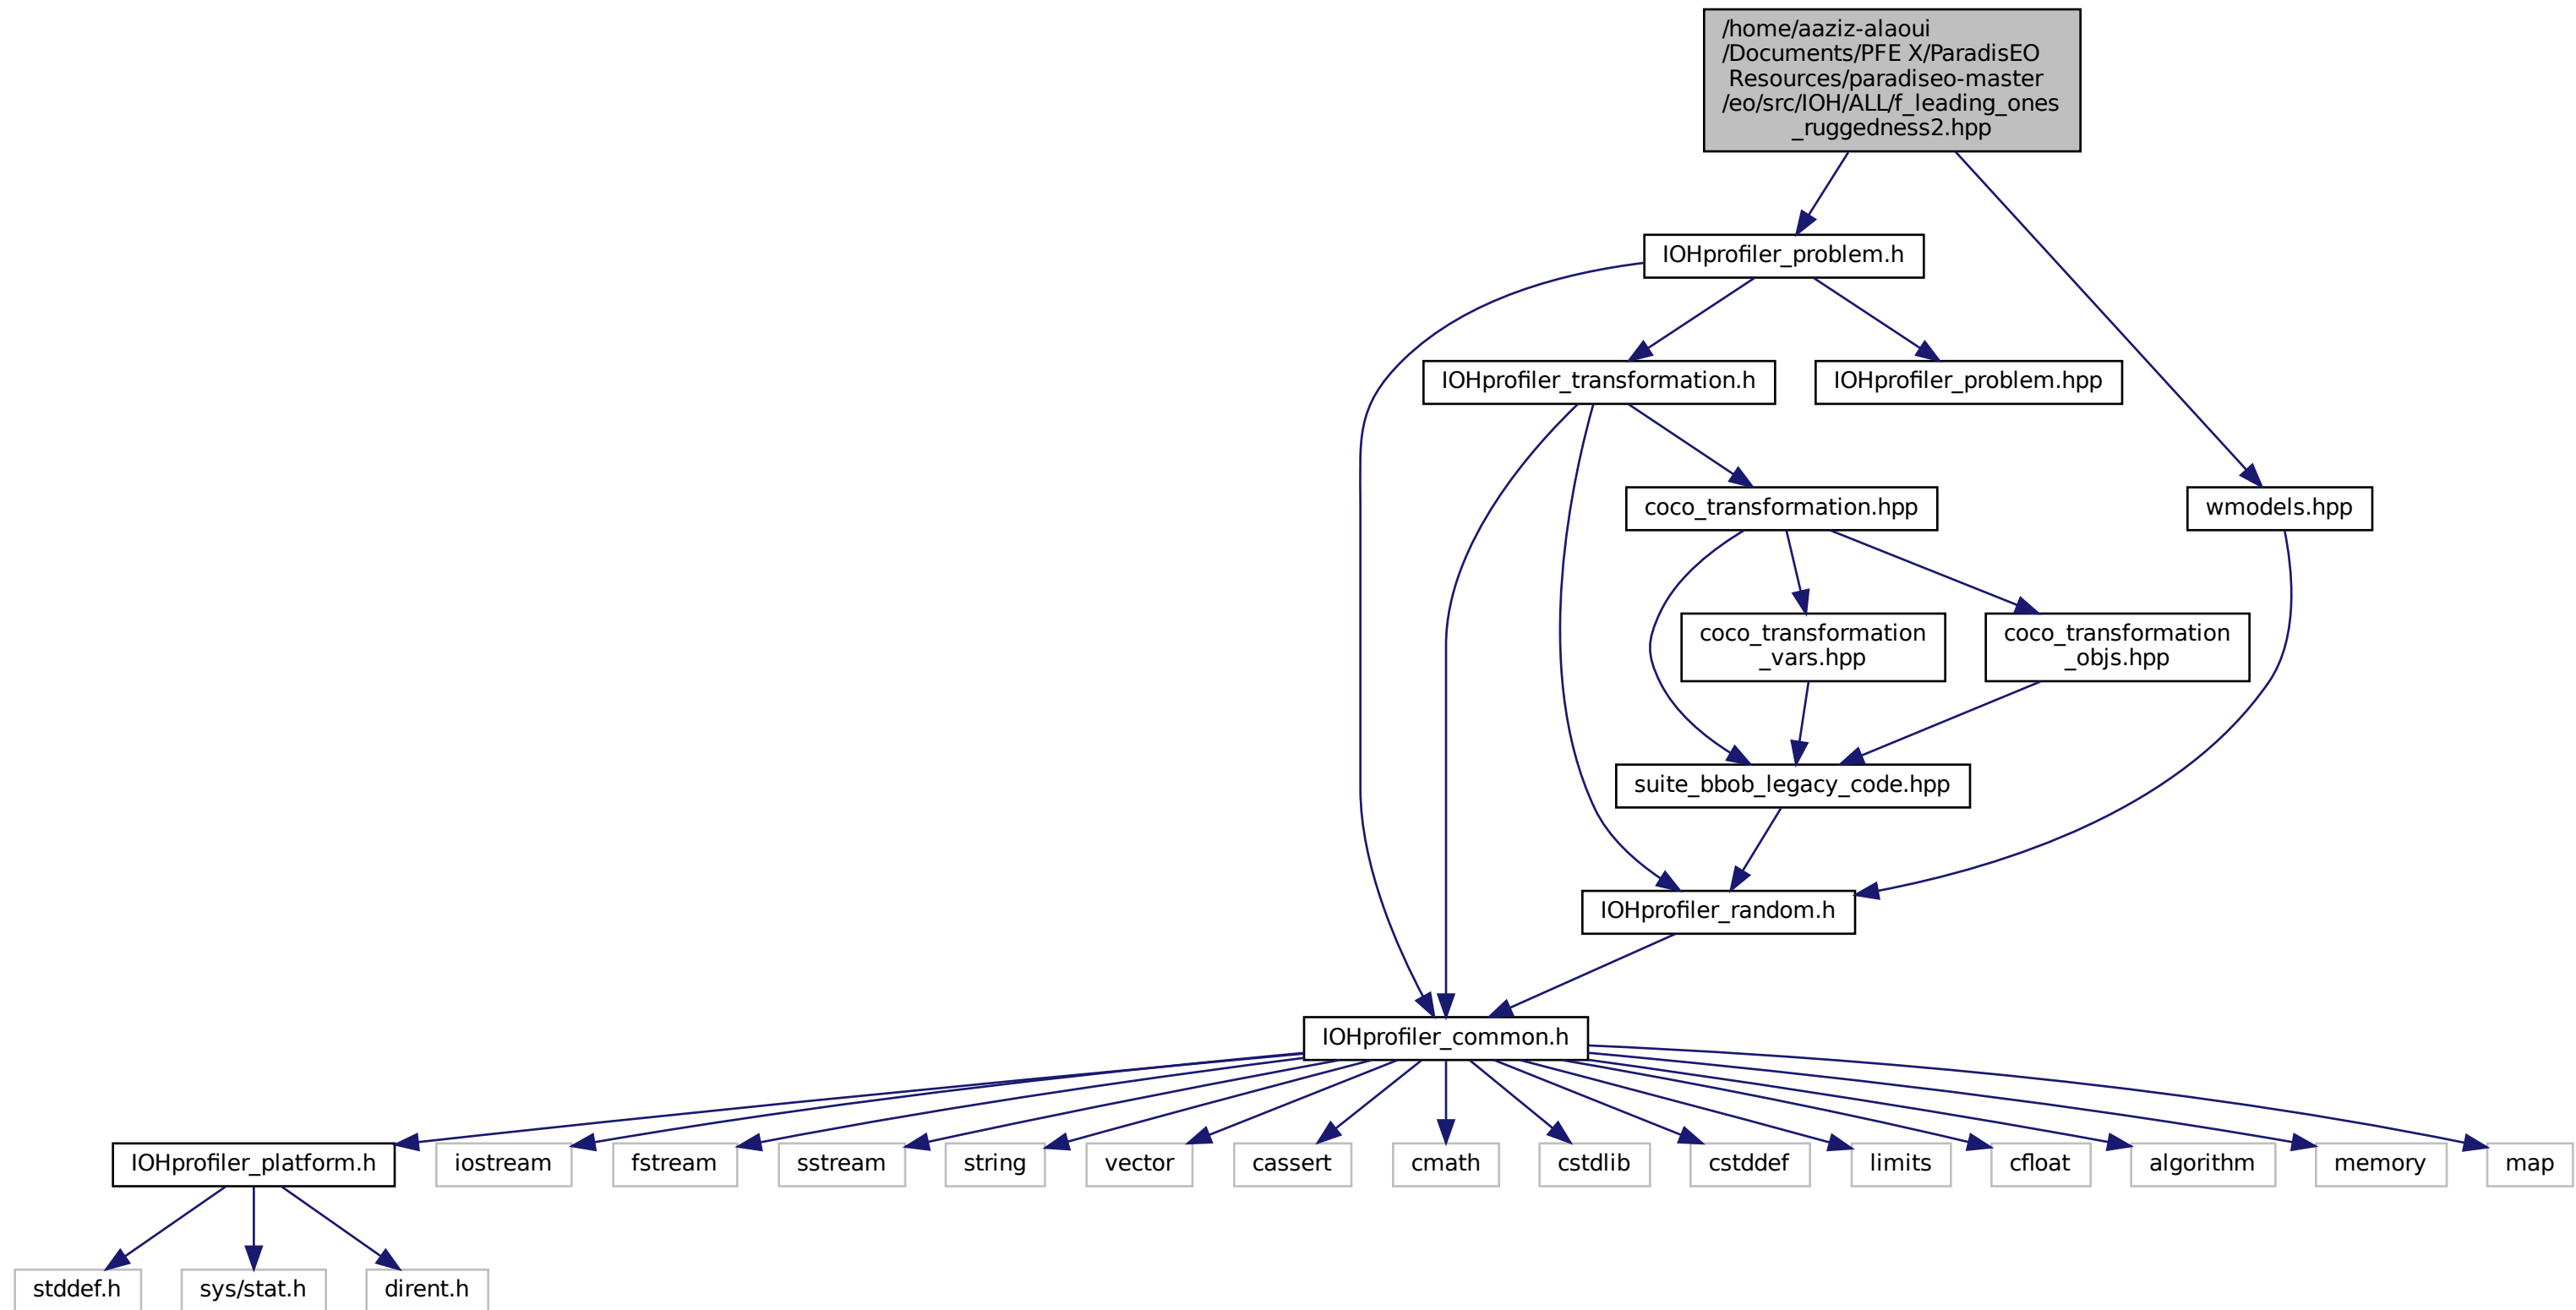 /home/aaziz-alaoui
/Documents/PFE X/ParadisEO
Resources/paradiseo-master
/eo/src/IOH/ALL/f_leading_ones
_ruggedness2.hpp
IOHprofiler_problem.h
IOHprofiler_transformation.h
IOHprofiler_problem.hpp
coco_transformation.hpp
wmodels.hpp
coco_transformation
_vars.hpp
coco_transformation
_objs.hpp
suite_bbob_legacy_code.hpp
IOHprofiler_random.h
IOHprofiler_common.h
IOHprofiler_platform.h
iostream
fstream
sstream
string
vector
cassert
cmath
cstdlib
cstddef
limits
cfloat
algorithm
memory
map
stddef.h
sys/stat.h
dirent.h